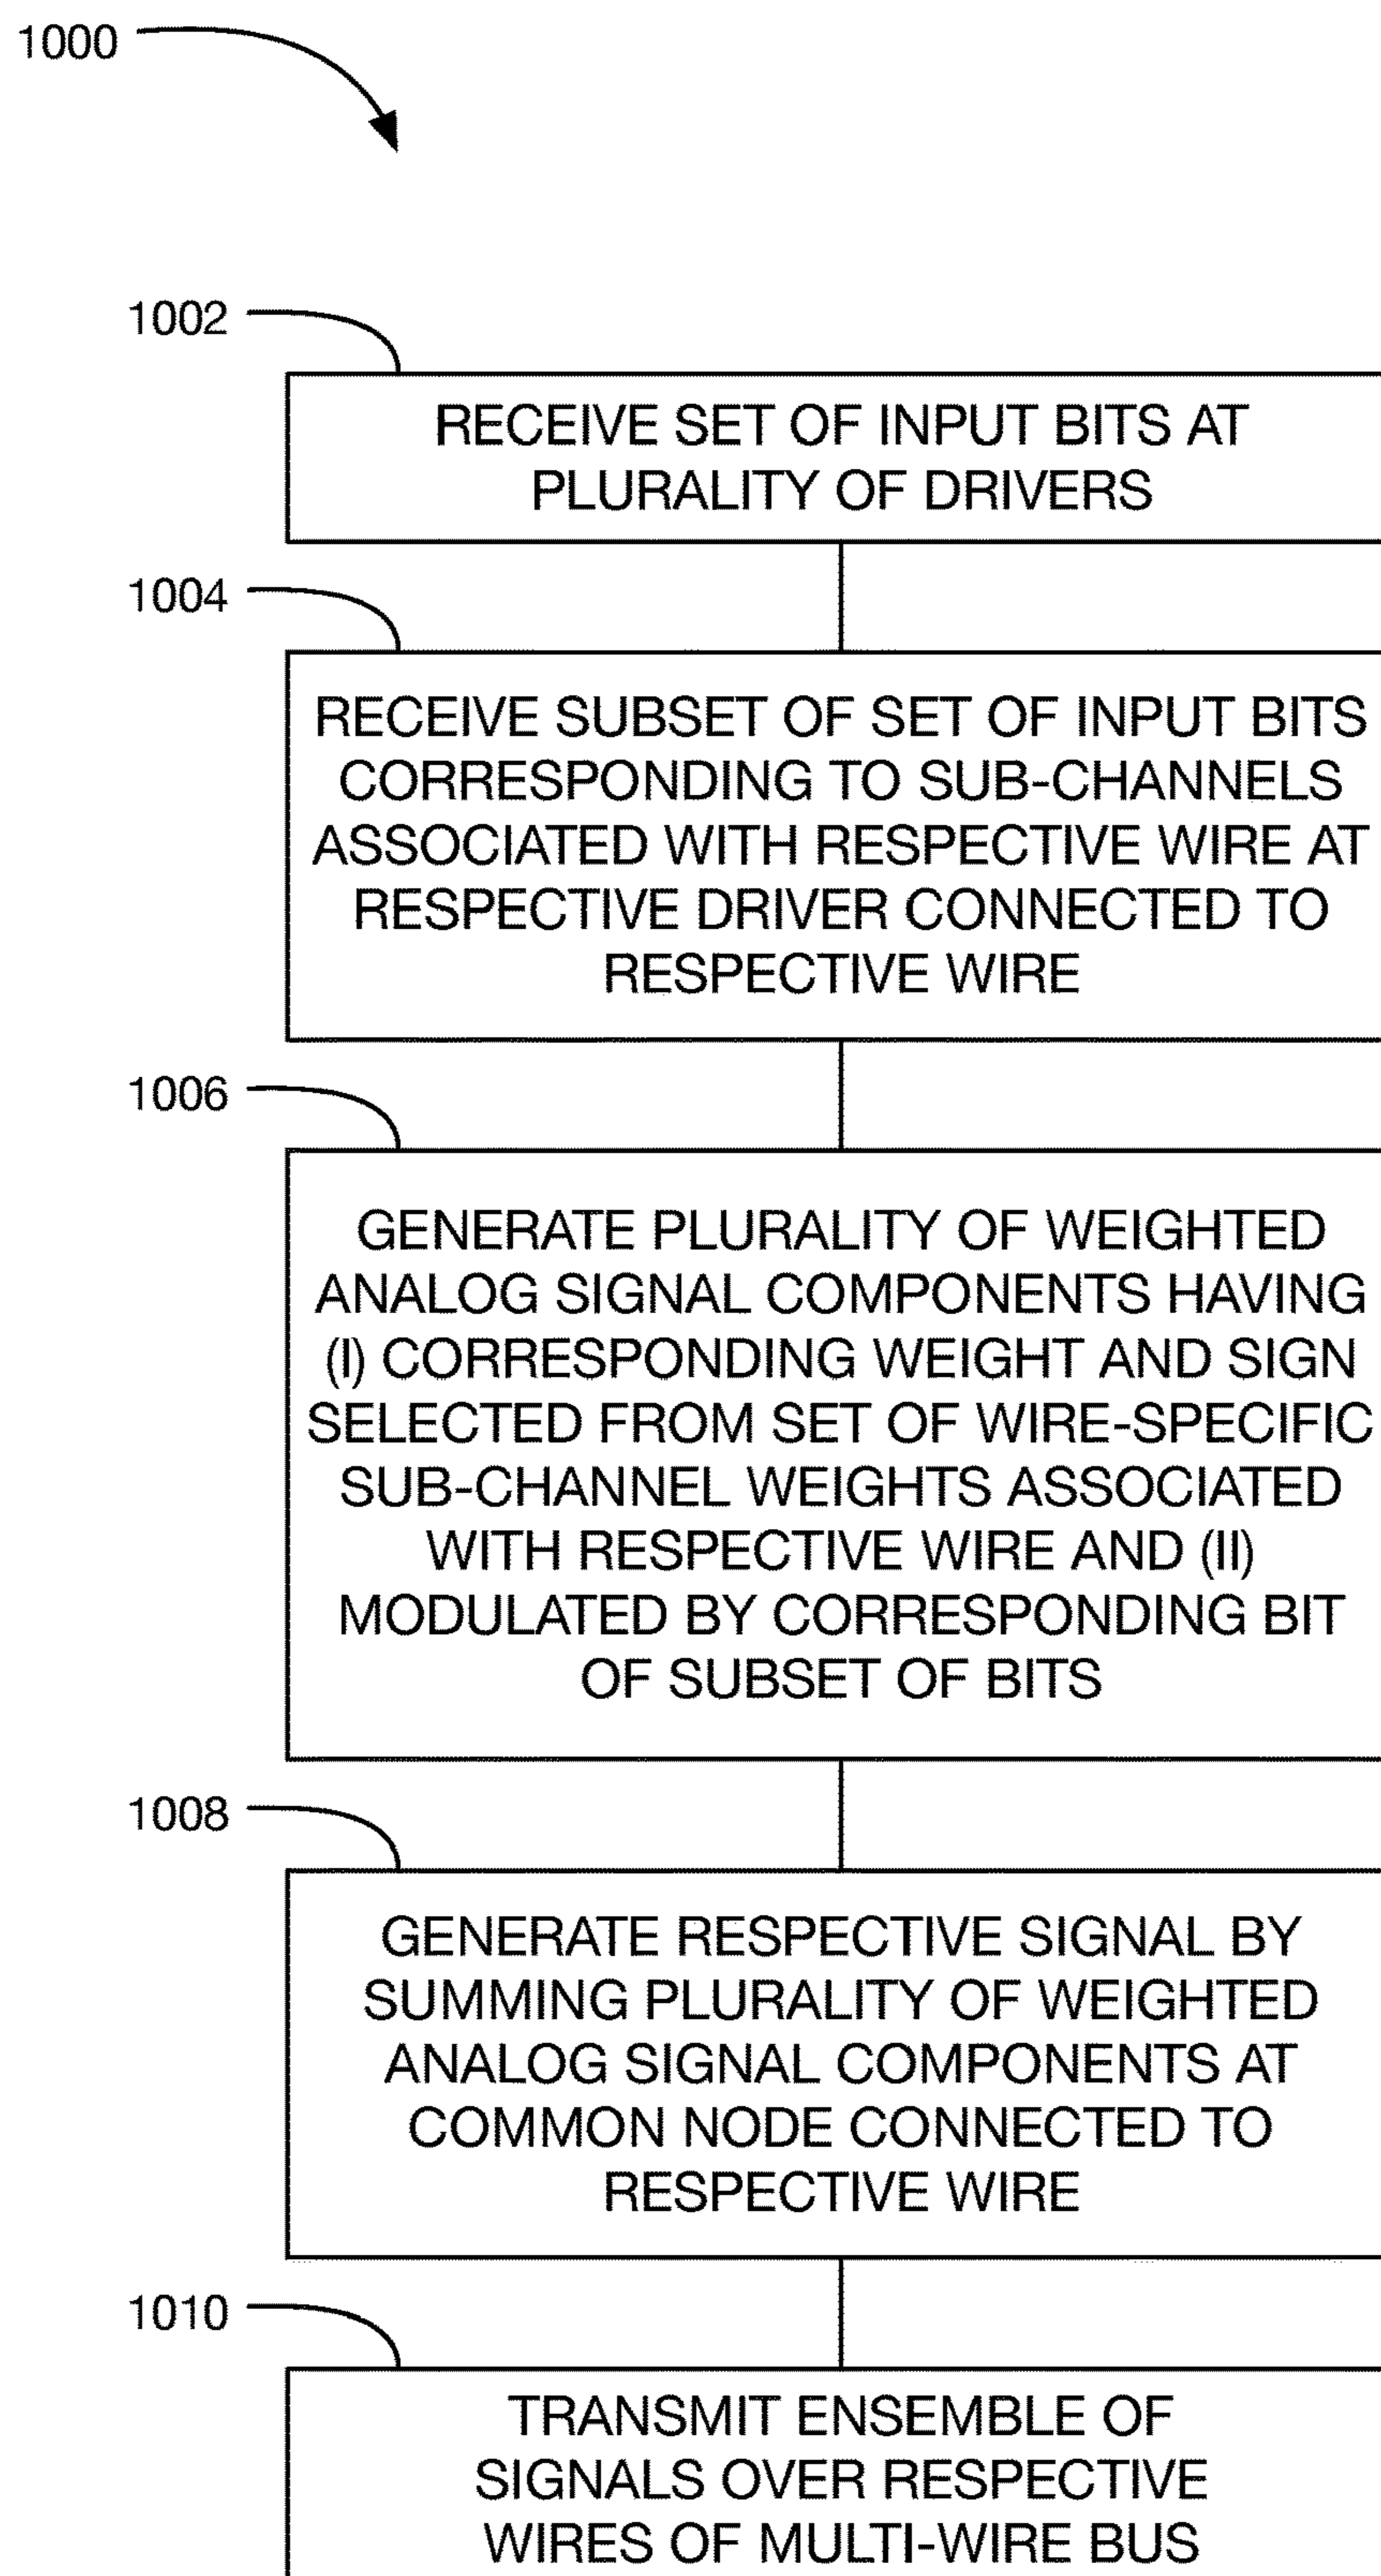 1000
1002
RECEIVE SET OF INPUT BITS AT
PLURALITY OF DRIVERS
1004
RECEIVE SUBSET OF SET OF INPUT BITS
CORRESPONDING TO SUB-CHANNELS
ASSOCIATED WITH RESPECTIVE WIRE AT
RESPECTIVE DRIVER CONNECTED TO
RESPECTIVE WIRE
1006
GENERATE PLURALITY OF WEIGHTED
ANALOG SIGNAL COMPONENTS HAVING
(I) CORRESPONDING WEIGHT AND SIGN
SELECTED FROM SET OF WIRE-SPECIFIC
SUB-CHANNEL WEIGHTS ASSOCIATED
WITH RESPECTIVE WIRE AND (II)
MODULATED BY CORRESPONDING BIT
OF SUBSET OF BITS
1008
GENERATE RESPECTIVE SIGNAL BY
SUMMING PLURALITY OF WEIGHTED
ANALOG SIGNAL COMPONENTS AT
COMMON NODE CONNECTED TO
RESPECTIVE WIRE
1010
TRANSMIT ENSEMBLE OF
SIGNALS OVER RESPECTIVE
WIRES OF MULTI-WIRE BUS